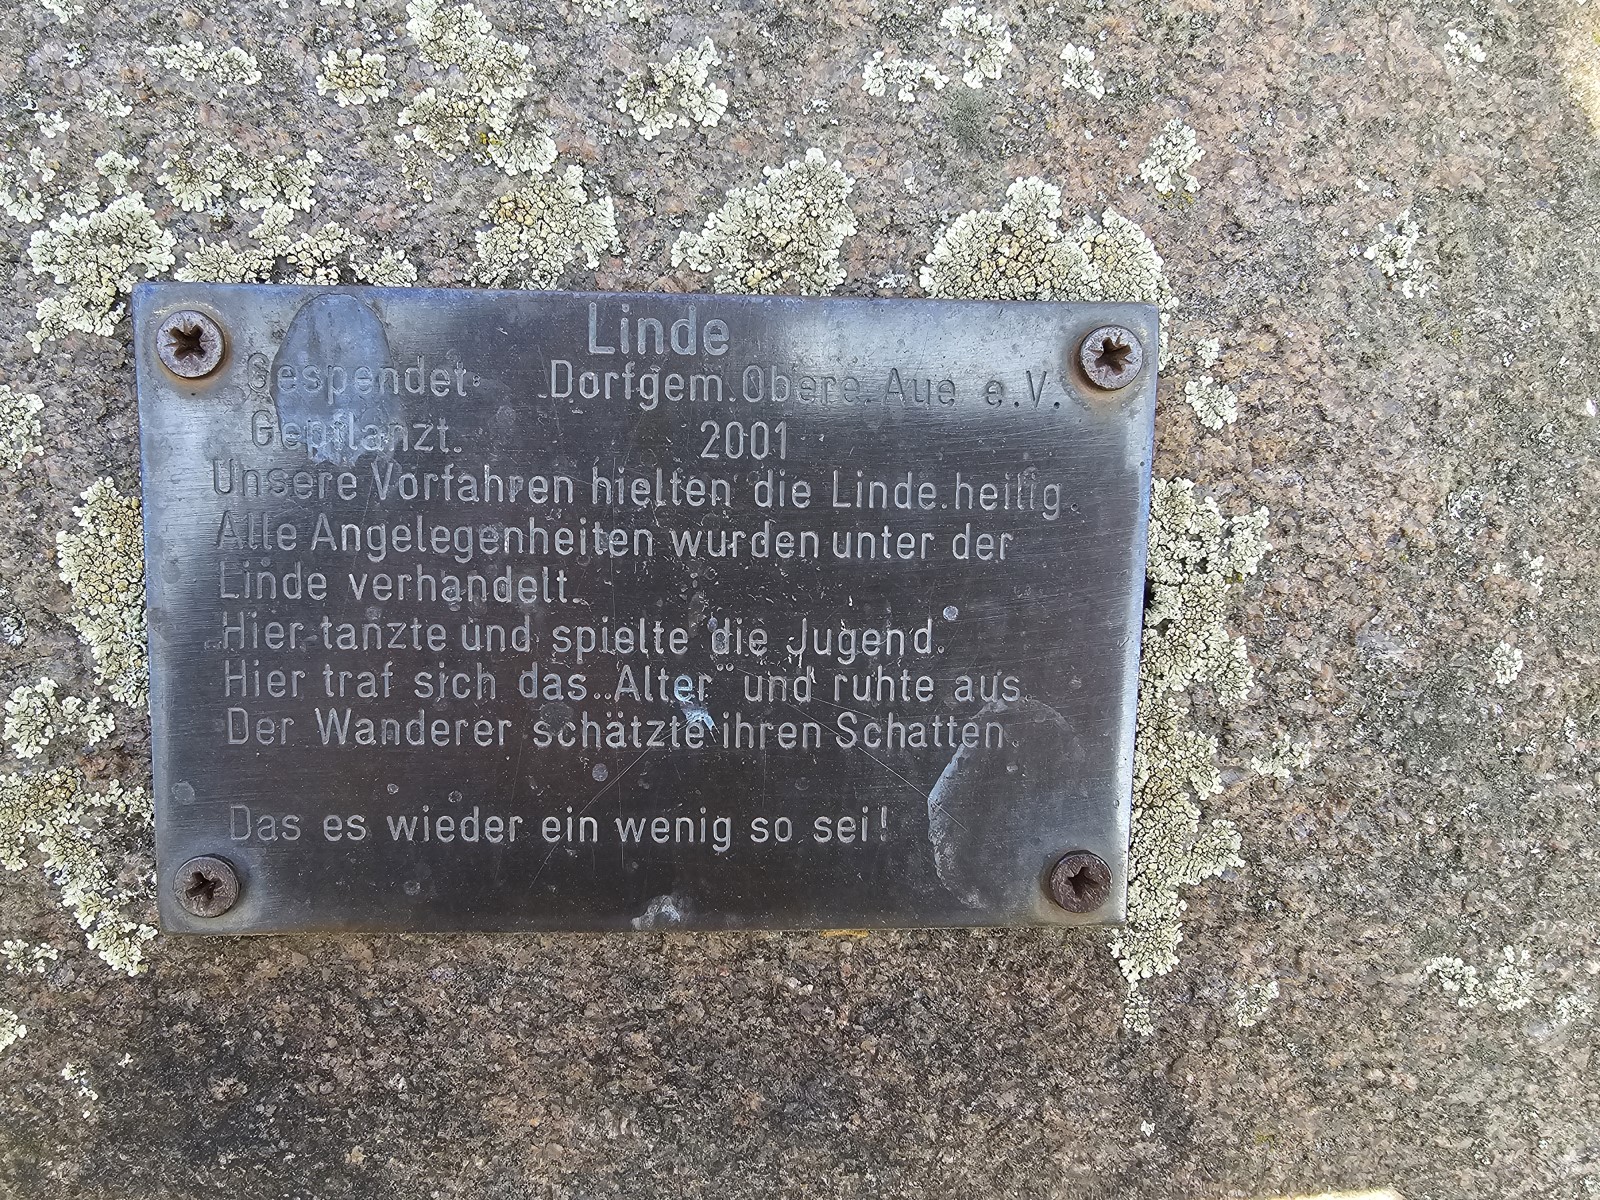 Linde
Gespendet: Dorfgem. Obere Aue e.V.
Gepflanzt: 2001
Unsere Vorfahren hielten die Linde heilig.
Alle Angelegenheiten wurden unter der
Linde verhandelt.
Hier tanzte und spielte die Jugend.
Hier traf sich das „Alter“ und ruhte aus.
Der Wanderer schätzte ihren Schatten.
Das es wieder ein wenig so sei!